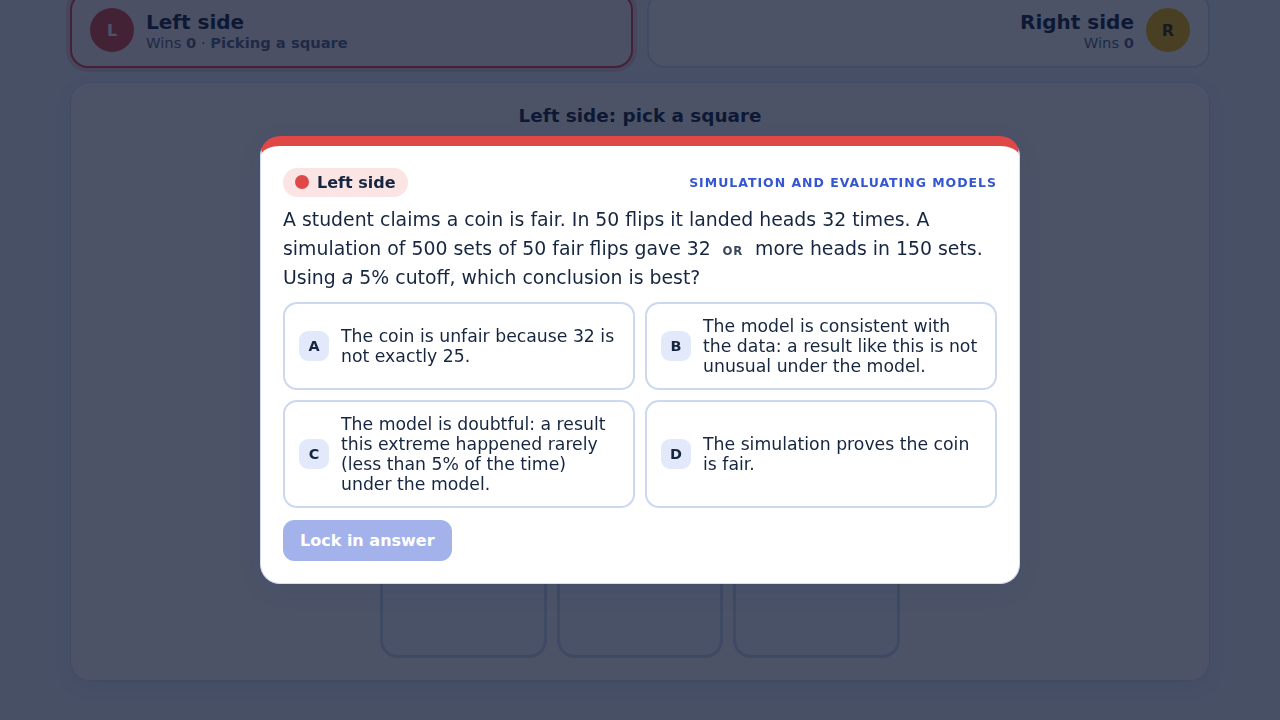 L
Left side
Wins 0 · Picking a square
Right side
Wins 0
R
Left side: pick a square
Left side
SIMULATION AND EVALUATING MODELS
A student claims a coin is fair. In 50 flips it landed heads 32 times. A
simulation of 500 sets of 50 fair flips gave 32 OR more heads in 150 sets.
Using a 5% cutoff, which conclusion is best?
A
The coin is unfair because 32 is
not exactly 25.
B
The model is consistent with
the data: a result like this is not
unusual under the model.
C
The model is doubtful: a result
this extreme happened rarely
(less than 5% of the time)
under the model.
D
The simulation proves the coin
is fair.
Lock in answer